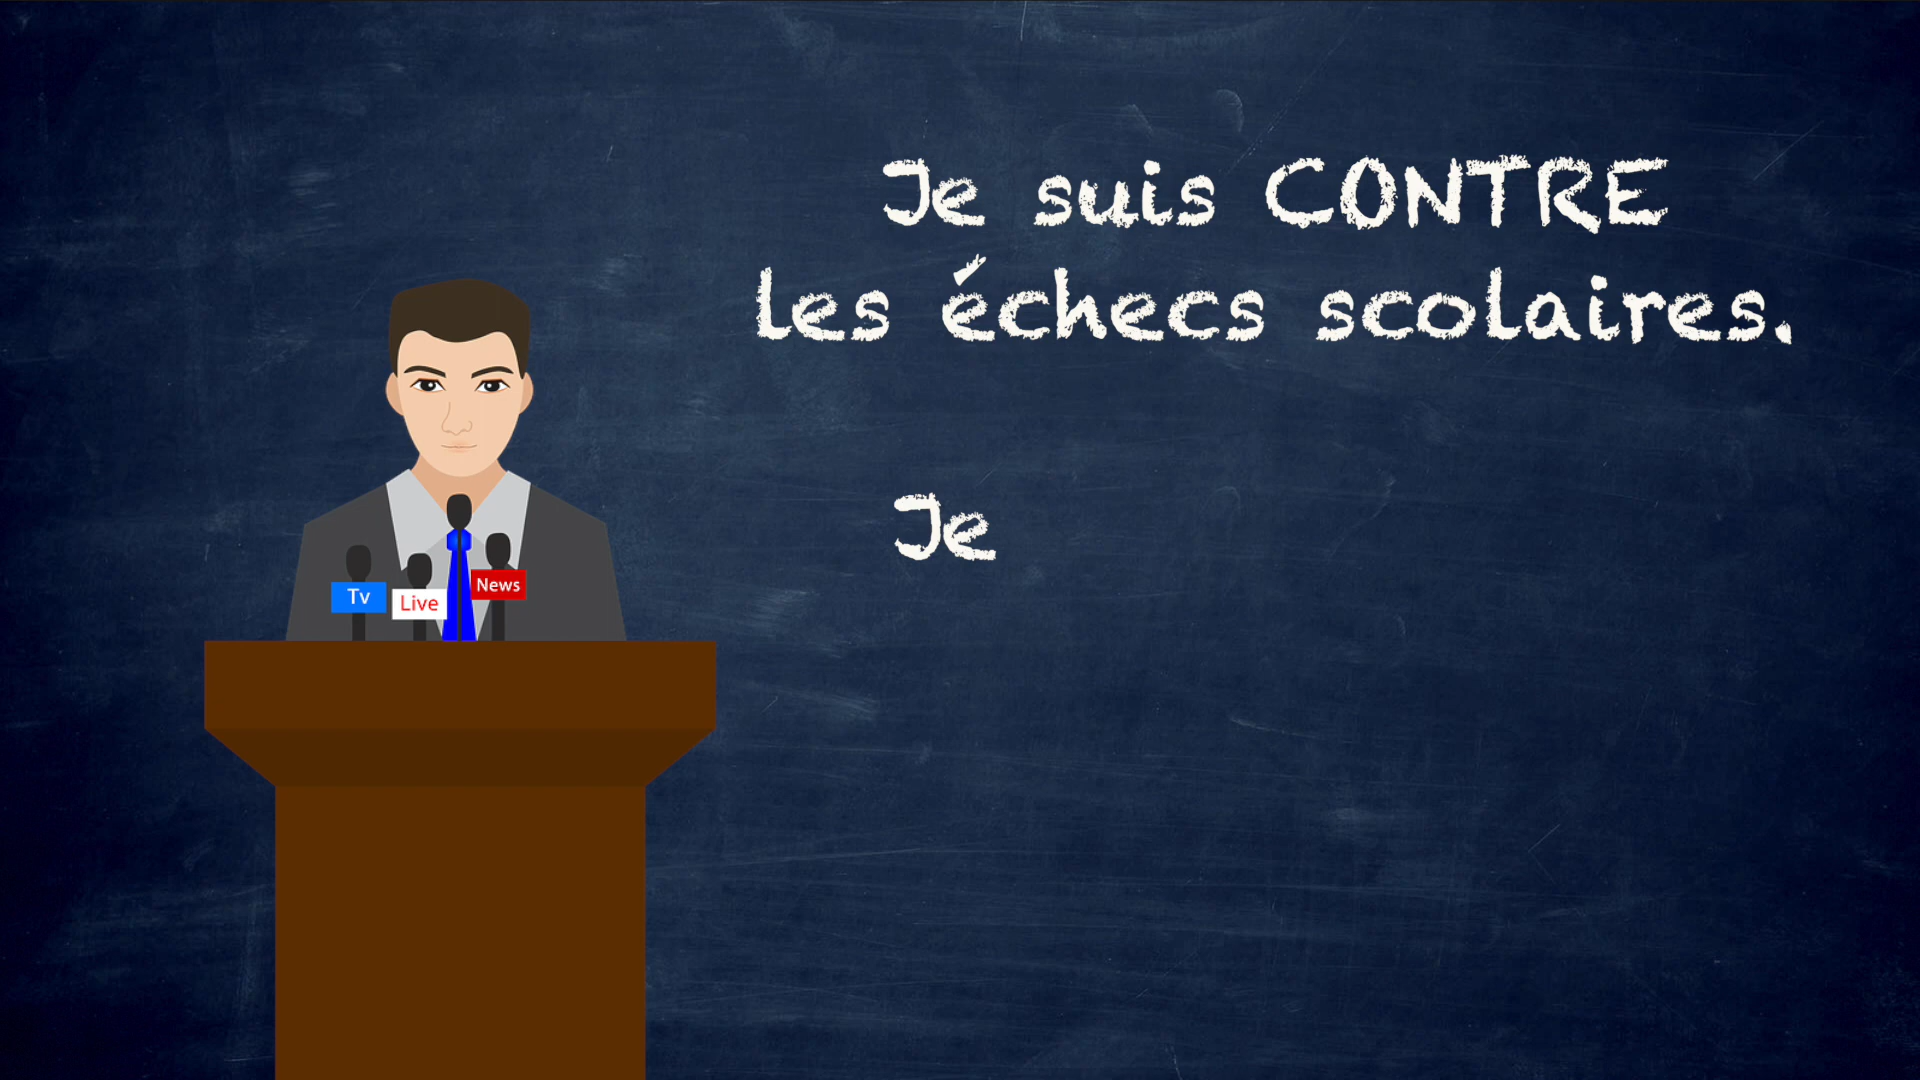 Je suis CONTRE
les échecs scolaires.
Je
Tv
Live
News